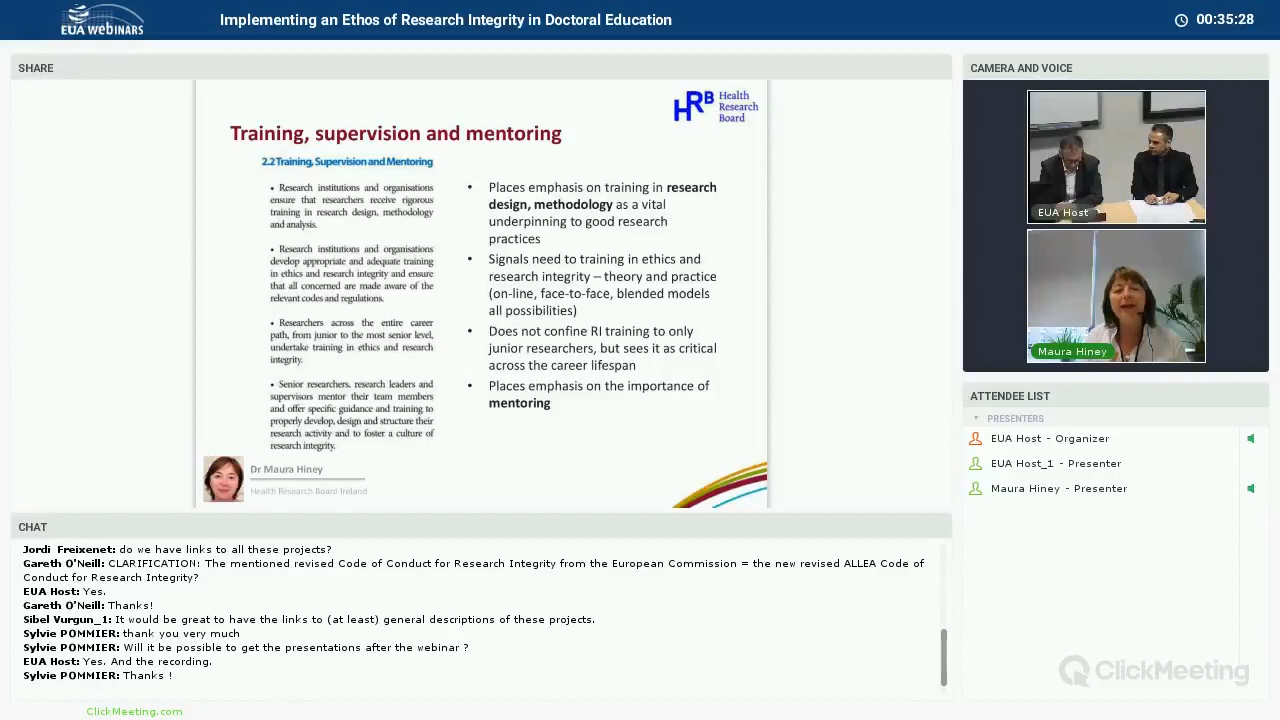 EUA WEBINARS
Implementing an Ethos of Research Integrity in Doctoral Education
00:35:28
SHARE
HRB Health
Research
Board
Training, supervision and mentoring
2.2 Training, Supervision and Mentoring
• Research institutions and organisations
ensure that researchers receive rigorous
training in research design, methodology
and analysis.
• Research institutions and organisations
develop appropriate and adequate training
in ethics and research integrity and ensure
that all concerned are made aware of the
relevant codes and regulations.
• Researchers across the entire career
path, from junior to the most senior level,
undertake training in ethics and research
integrity.
• Senior researchers, research leaders and
supervisors mentor their team members
and offer specific guidance and training to
properly develop, design and structure their
research activity and to foster a culture of
research integrity.
• Places emphasis on training in research
design, methodology as a vital
underpinning to good research
practices
• Signals need to training in ethics and
research integrity – theory and practice
(on-line, face-to-face, blended models
all possibilities)
• Does not confine RI training to only
junior researchers, but sees it as critical
across the career lifespan
• Places emphasis on the importance of
mentoring
Dr Maura Hiney
Health Research Board Ireland
CAMERA AND VOICE
EUA Host
Maura Hiney
ATTENDEE LIST
PRESENTERS
EUA Host - Organizer
EUA Host_1 - Presenter
Maura Hiney - Presenter
CHAT
Jordi Freixenet: do we have links to all these projects?
Gareth O'Neill: CLARIFICATION: The mentioned revised Code of Conduct for Research Integrity from the European Commission = the new revised ALLEA Code of
Conduct for Research Integrity?
EUA Host: Yes.
Gareth O'Neill: Thanks!
Sibel Vurgun_1: It would be great to have the links to (at least) general descriptions of these projects.
Sylvie POMMIER: thank you very much
Sylvie POMMIER: Will it be possible to get the presentations after the webinar ?
EUA Host: Yes. And the recording.
Sylvie POMMIER: Thanks !
ClickMeeting
ClickMeeting.com